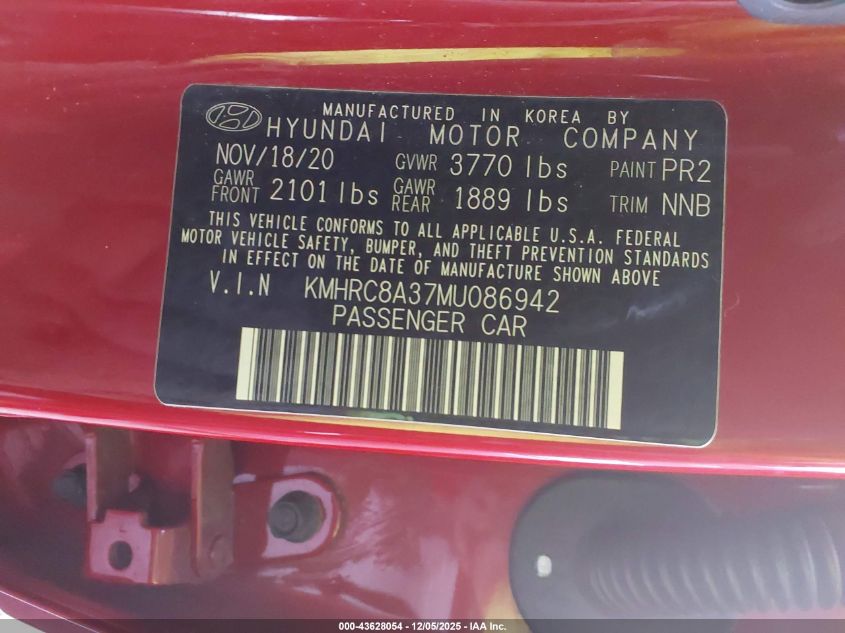 MANUFACTURED IN KOREA BY
HYUNDAI MOTOR COMPANY
NOV/18/20 GVWR 3770 lbs PAINT PR2
GAWR FRONT 2101 lbs GAWR REAR 1889 lbs TRIM NNB
THIS VEHICLE CONFORMS TO ALL APPLICABLE U.S.A. FEDERAL
MOTOR VEHICLE SAFETY, BUMPER, AND THEFT PREVENTION STANDARDS
IN EFFECT ON THE DATE OF MANUFACTURE SHOWN ABOVE
V.I.N KMHRC8A37MU086942
PASSENGER CAR
000-43628054 - 12/05/2025 - IAA Inc.